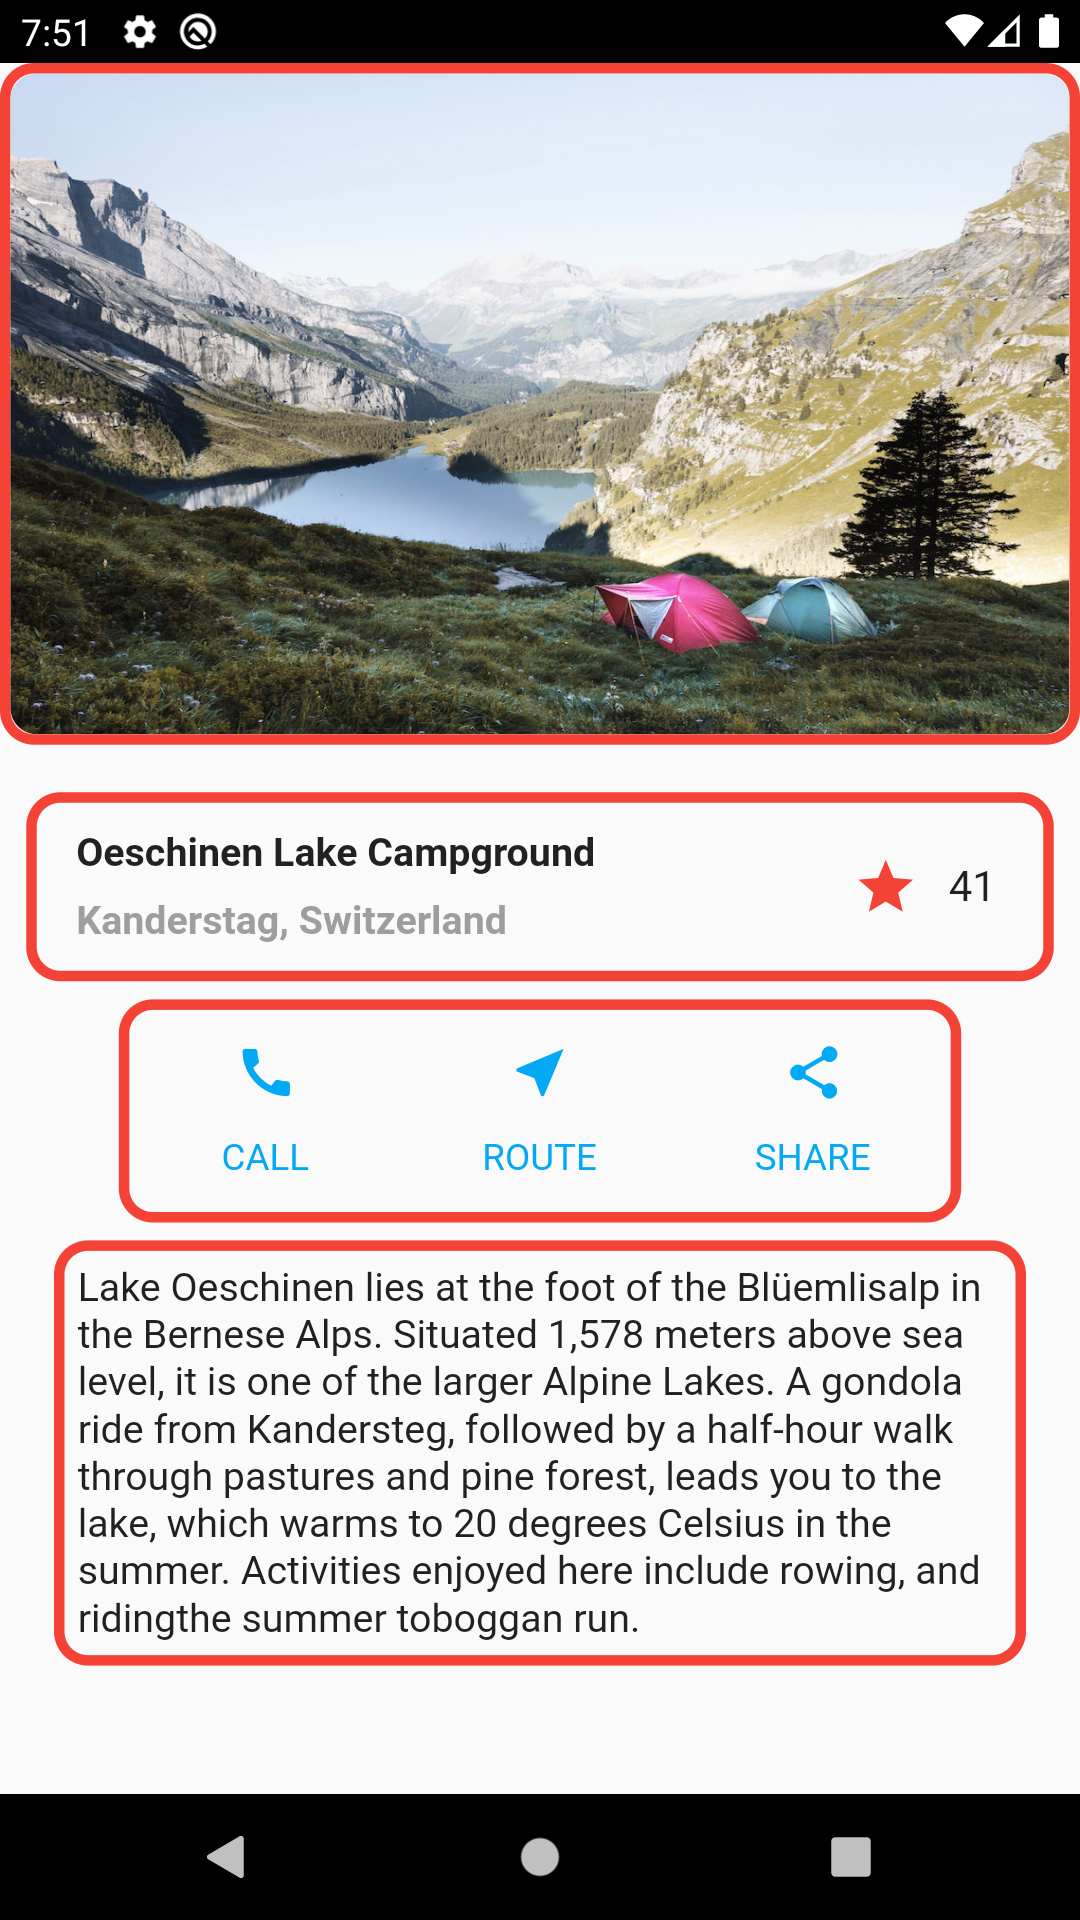 7:51
Oeschinen Lake Campground
Kanderstag, Switzerland
41
CALL ROUTE SHARE
Lake Oeschinen lies at the foot of the Blüemlisalp in
the Bernese Alps. Situated 1,578 meters above sea
level, it is one of the larger Alpine Lakes. A gondola
ride from Kandersteg, followed by a half-hour walk
through pastures and pine forest, leads you to the
lake, which warms to 20 degrees Celsius in the
summer. Activities enjoyed here include rowing, and
ridingthe summer toboggan run.